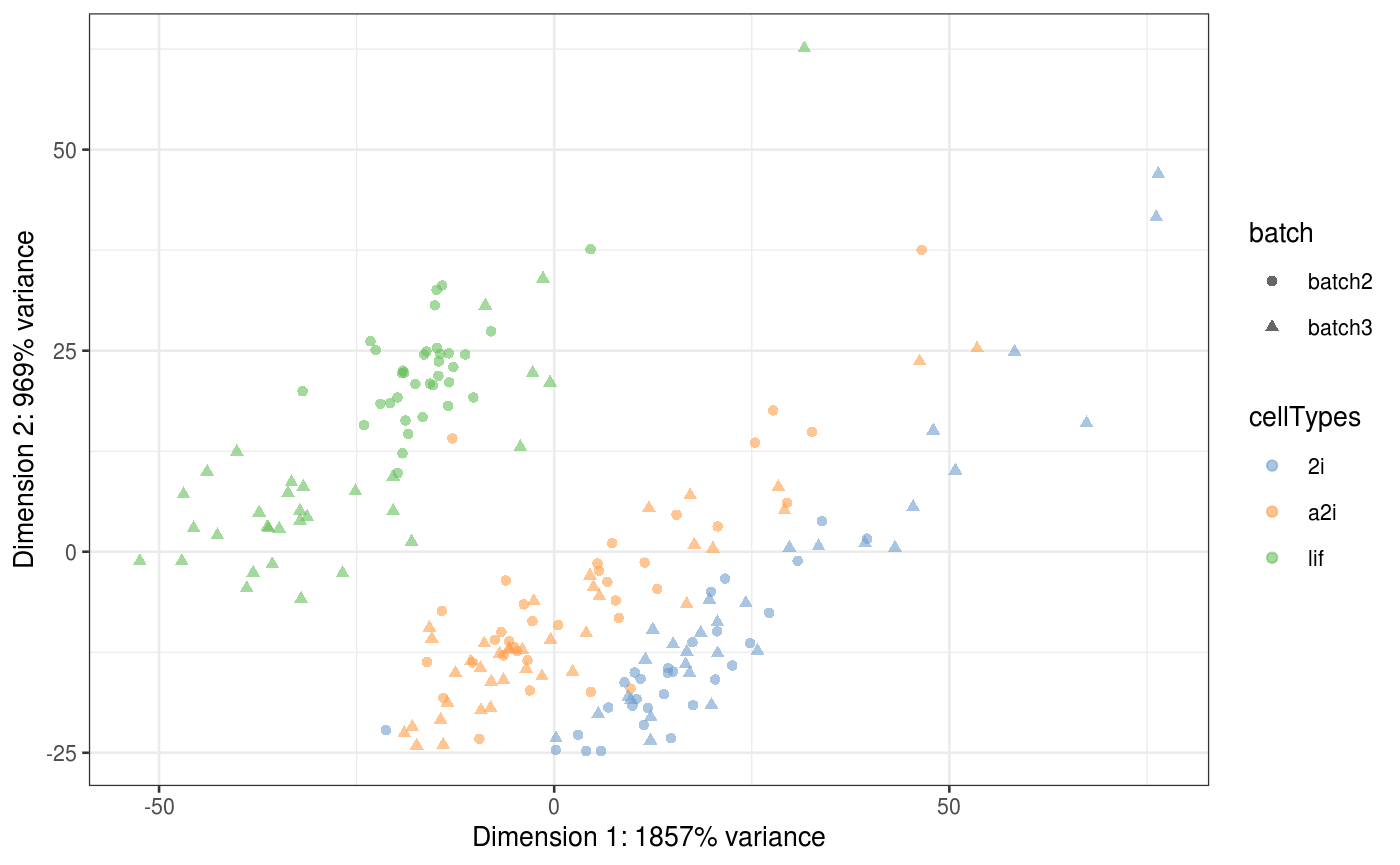 Dimension 2: 969% variance
50
25
0
-25
-50
0
50
Dimension 1: 1857% variance
batch
batch2
batch3
cellTypes
2i
a2i
lif